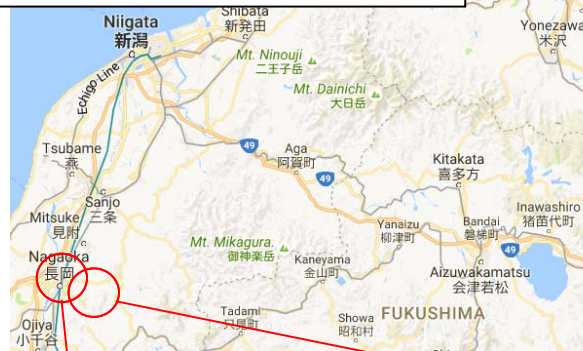 Niigata
新潟
Shibata
新発田
Yonezawa
米沢
Mt. Ninouji
二王子岳
Echigo Line
Mt. Dainichi
大日岳
49
Tsubame
燕
Aga
阿賀町
49
Kitakata
喜多方
Sanjo
三条
Inawashiro
猪苗代町
Mitsuke
見附
Yanaizu
柳津町
Bandai
磐梯町
Nagaoka
長岡
Mt. Mikagura.
御神楽岳
Kaneyama
金山町
Aizuwakamatsu
会津若松
Tadami
只見町
Showa
昭和村
FUKUSHIMA
Ojiya
小千谷